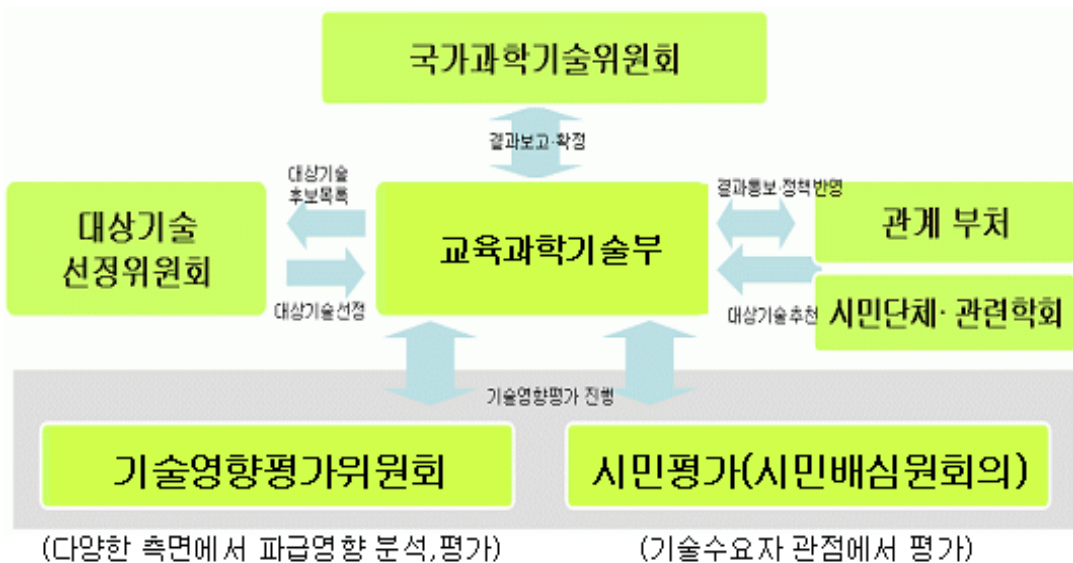 국가과학기술위원회
결과보고·확정
대상기술
후보목록
결과통보·정책반영
대상기술
선정위원회
교육과학기술부
관계 부처
대상기술선정
대상기술추천
시민단체· 관련학회
기술영향평가 진행
기술영향평가위원회
시민평가(시민배심원회의)
(다양한 측면에서 파급영향 분석,평가)
(기술수요자 관점에서 평가)